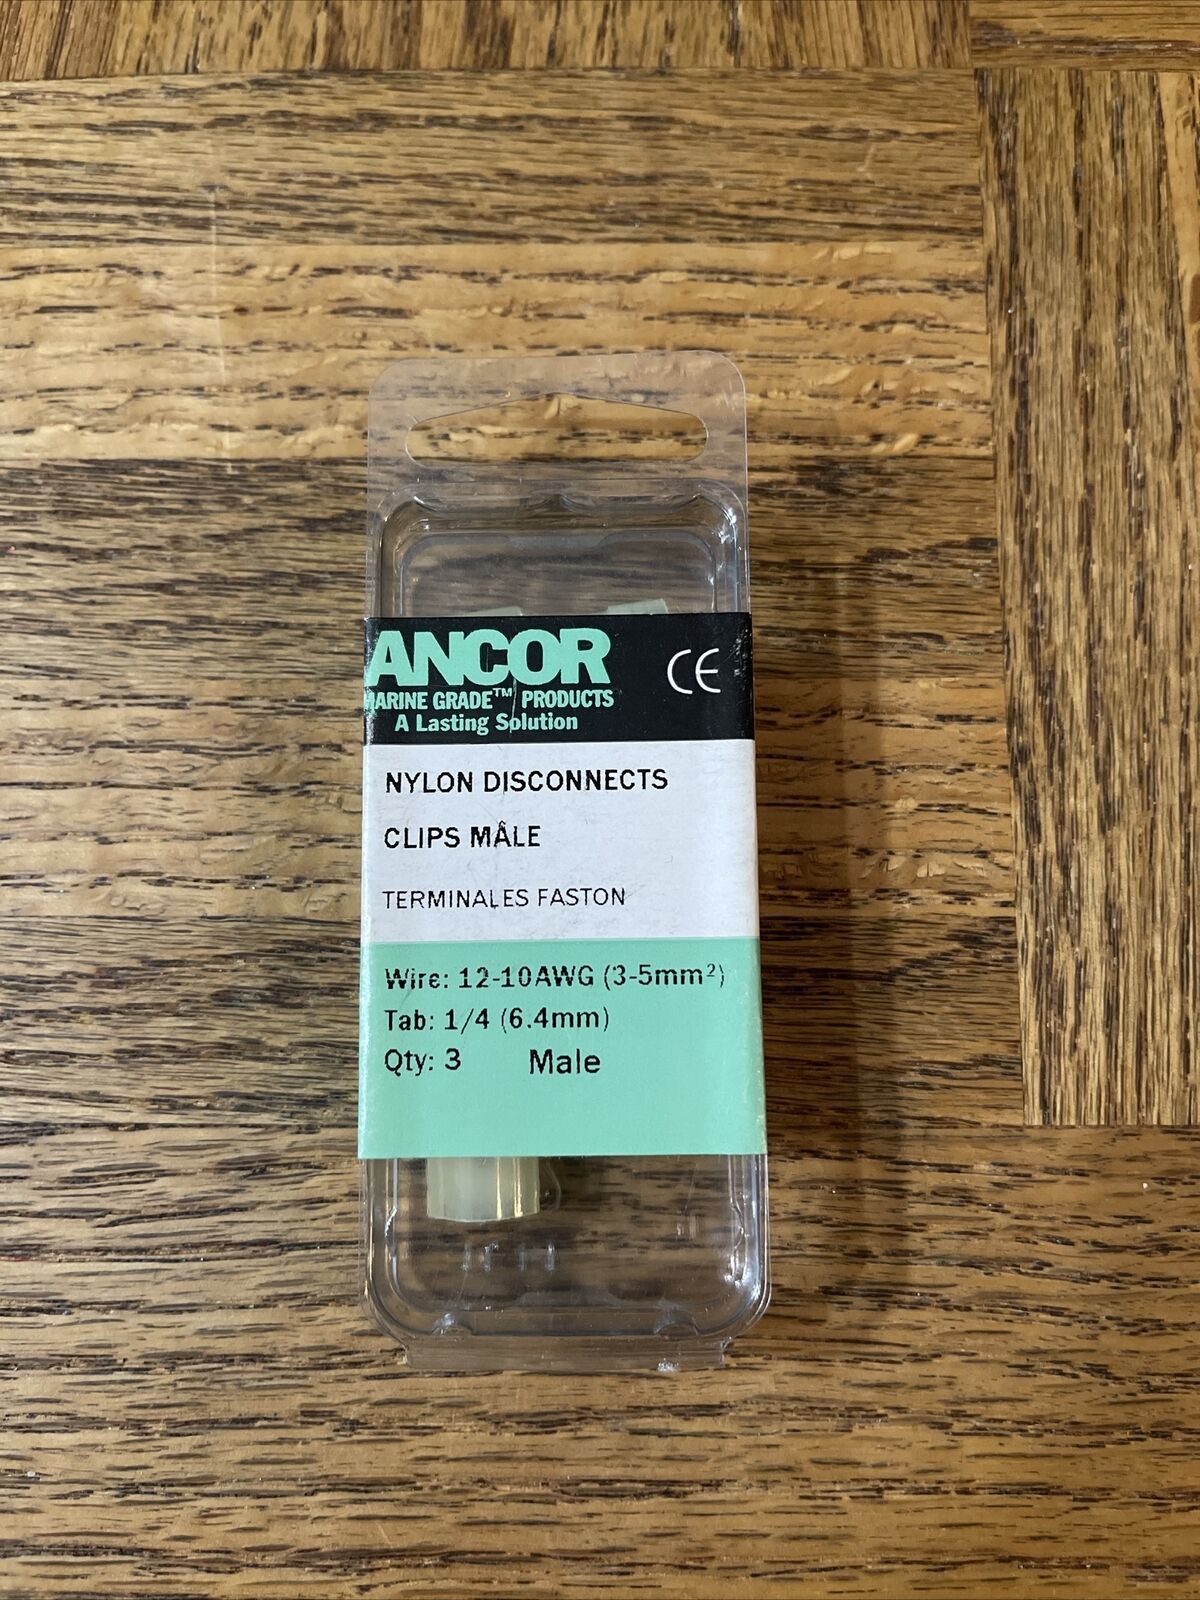 ANCOR
MARINE GRADE™ PRODUCTS
A Lasting Solution
CE
NYLON DISCONNECTS
CLIPS MÂLE
TERMINALES FASTON
Wire: 12-10AWG (3-5mm²)
Tab: 1/4 (6.4mm)
Qty: 3 Male